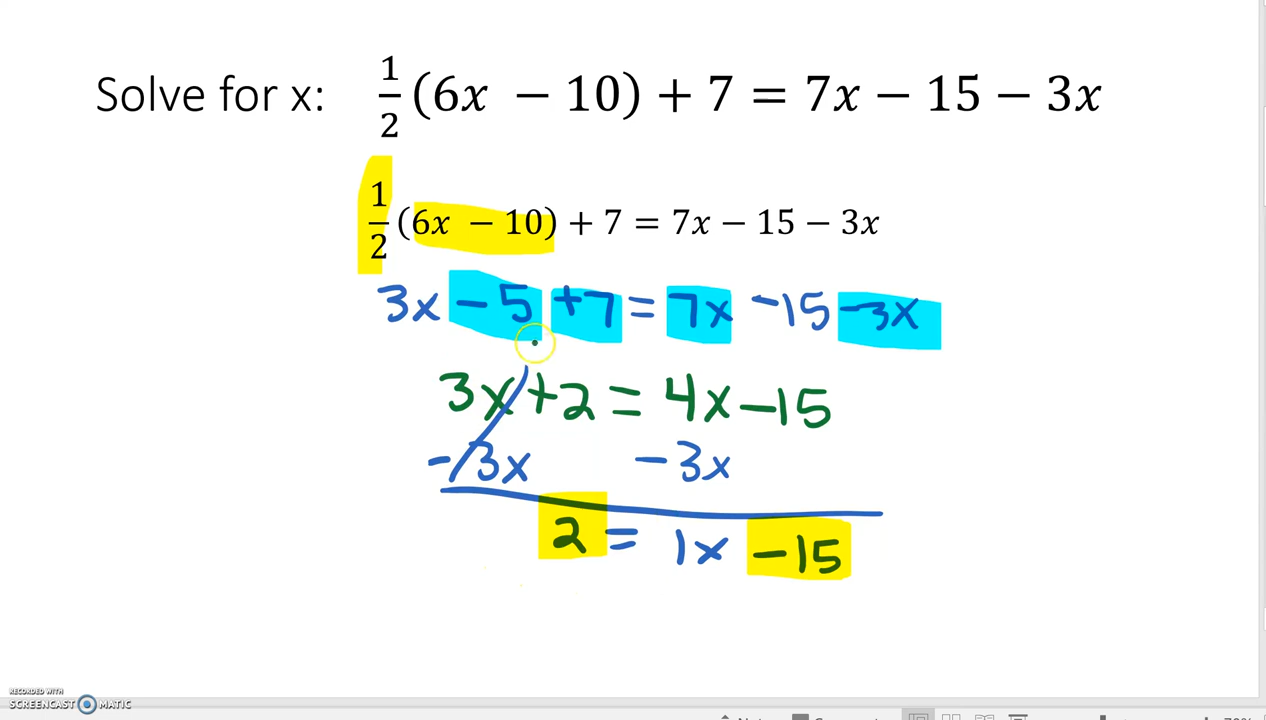 Solve for x: 1/2 (6x − 10) + 7 = 7x − 15 − 3x
1/2 (6x − 10) + 7 = 7x − 15 − 3x
3x − 5 + 7 = 7x − 15 − 3x
3x + 2 = 4x − 15
− 3x − 3x
2 = 1x − 15
RECORDED WITH
SCREENCAST MATIC